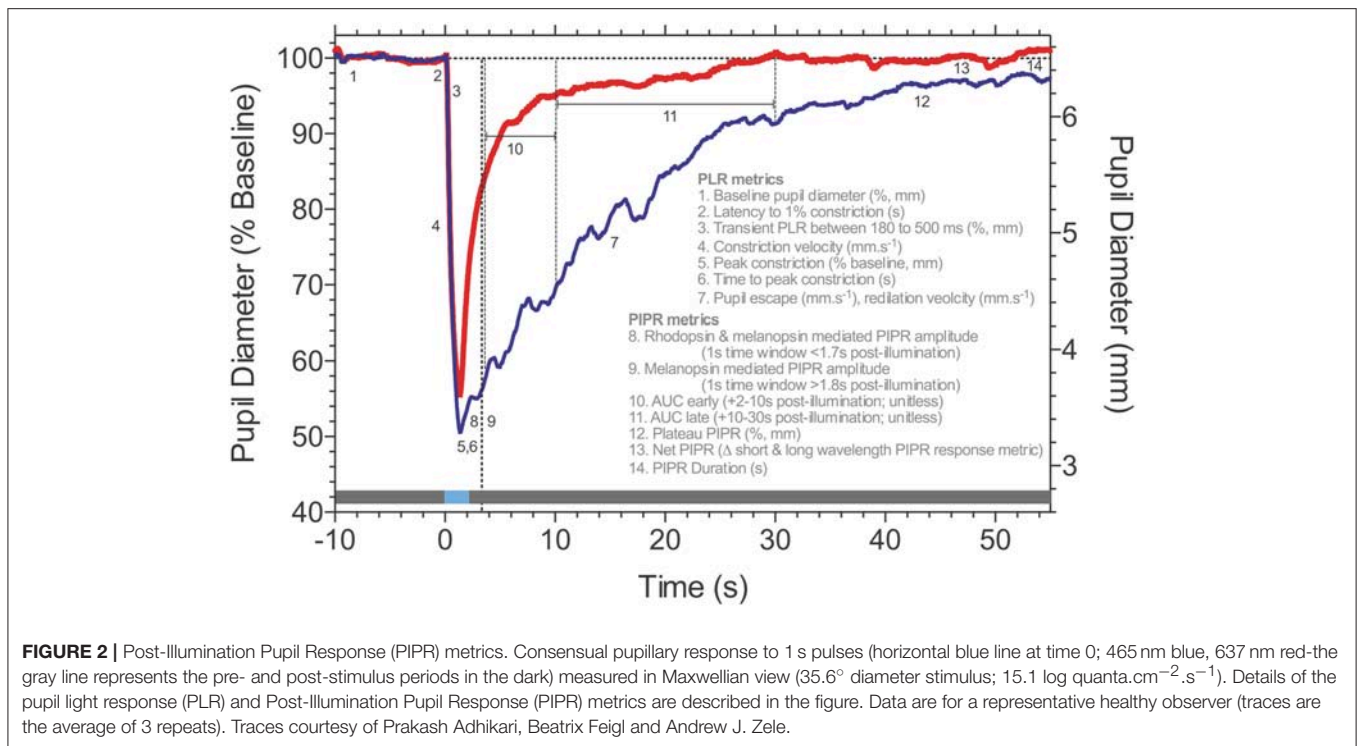 Pupil Diameter (% Baseline)
100
90
80
70
60
50
40
-10
0
10
20
30
40
50
Time (s)
6
5
4
3
Pupil Diameter (mm)
1
2
3
4
5,6
8
9
10
7
11
12
13
14
PLR metrics
1. Baseline pupil diameter (%, mm)
2. Latency to 1% constriction (s)
3. Transient PLR between 180 to 500 ms (%, mm)
4. Constriction velocity (mm.s⁻¹)
5. Peak constriction (% baseline, mm)
6. Time to peak constriction (s)
7. Pupil escape (mm.s⁻¹), redilation veolcity (mm.s⁻¹)
PIPR metrics
8. Rhodopsin & melanopsin mediated PIPR amplitude
(1s time window <1.7s post-illumination)
9. Melanopsin mediated PIPR amplitude
(1s time window >1.8s post-illumination)
10. AUC early (+2-10s post-illumination; unitless)
11. AUC late (+10-30s post-illumination; unitless)
12. Plateau PIPR (%, mm)
13. Net PIPR (Δ short & long wavelength PIPR response metric)
14. PIPR Duration (s)
FIGURE 2 | Post-Illumination Pupil Response (PIPR) metrics. Consensual pupillary response to 1 s pulses (horizontal blue line at time 0; 465 nm blue, 637 nm red-the
gray line represents the pre- and post-stimulus periods in the dark) measured in Maxwellian view (35.6° diameter stimulus; 15.1 log quanta.cm⁻².s⁻¹). Details of the
pupil light response (PLR) and Post-Illumination Pupil Response (PIPR) metrics are described in the figure. Data are for a representative healthy observer (traces are
the average of 3 repeats). Traces courtesy of Prakash Adhikari, Beatrix Feigl and Andrew J. Zele.